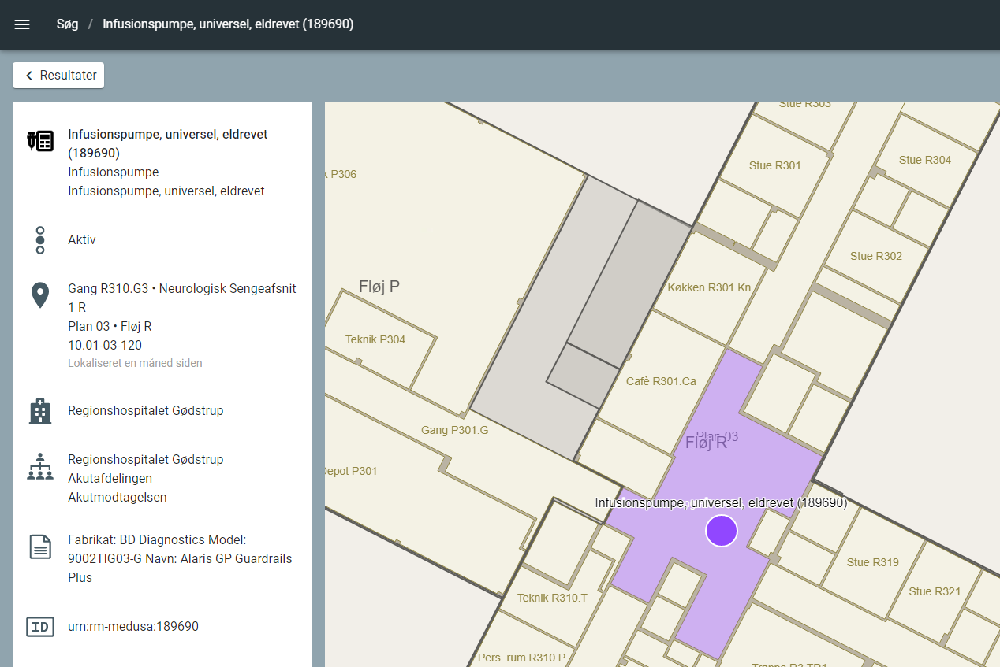 Søg / Infusionspumpe, universel, eldrevet (189690)
Resultater
Infusionspumpe, universel, eldrevet
(189690)
Infusionspumpe
Infusionspumpe, universel, eldrevet
Aktiv
Gang R310.G3 • Neurologisk Sengeafsnit
1 R
Plan 03 • Fløj R
10.01-03-120
Lokaliseret en måned siden
Regionshospitalet Gødstrup
Regionshospitalet Gødstrup
Akutafdelingen
Akutmodtagelsen
Fabrikat: BD Diagnostics Model:
9002TIG03-G Navn: Alaris GP Guardrails
Plus
ID
urn:rm-medusa:189690
Stue R303
Stue R301
Stue R304
k P306
Stue R302
Fløj P
Køkken R301.Kn
Teknik P304
Cafè R301.Ca
Gang P301.G
Plan 03
Fløj R
Depot P301
Infusionspumpe, universel, eldrevet (189690)
Stue R319
Stue R321
Teknik R310.T
Pers. rum R310.P
Trappe R3.TR1